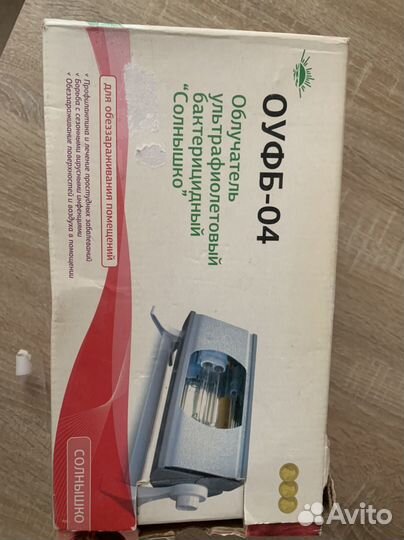 ОУФБ-04
Облучатель
ультрафиолетовый
бактерицидный
"Солнышко"
для обеззараживания помещений
√ Профилактика и лечение простудных заболеваний
√ Борьба с сезонными вирусными инфекциями
√ Обеззараживание поверхностей и воздуха в помещении
СОЛНЫШКО
Avito